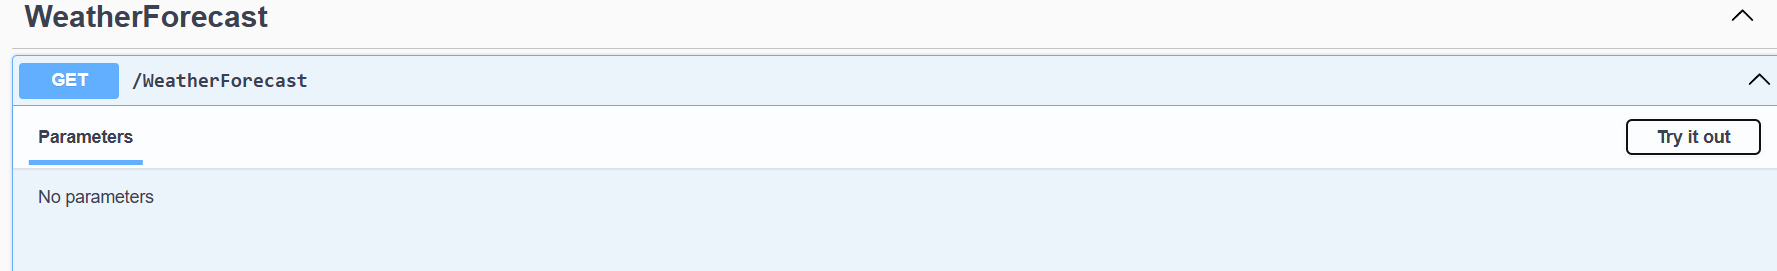 WeatherForecast
GET /WeatherForecast
Parameters Try it out
No parameters